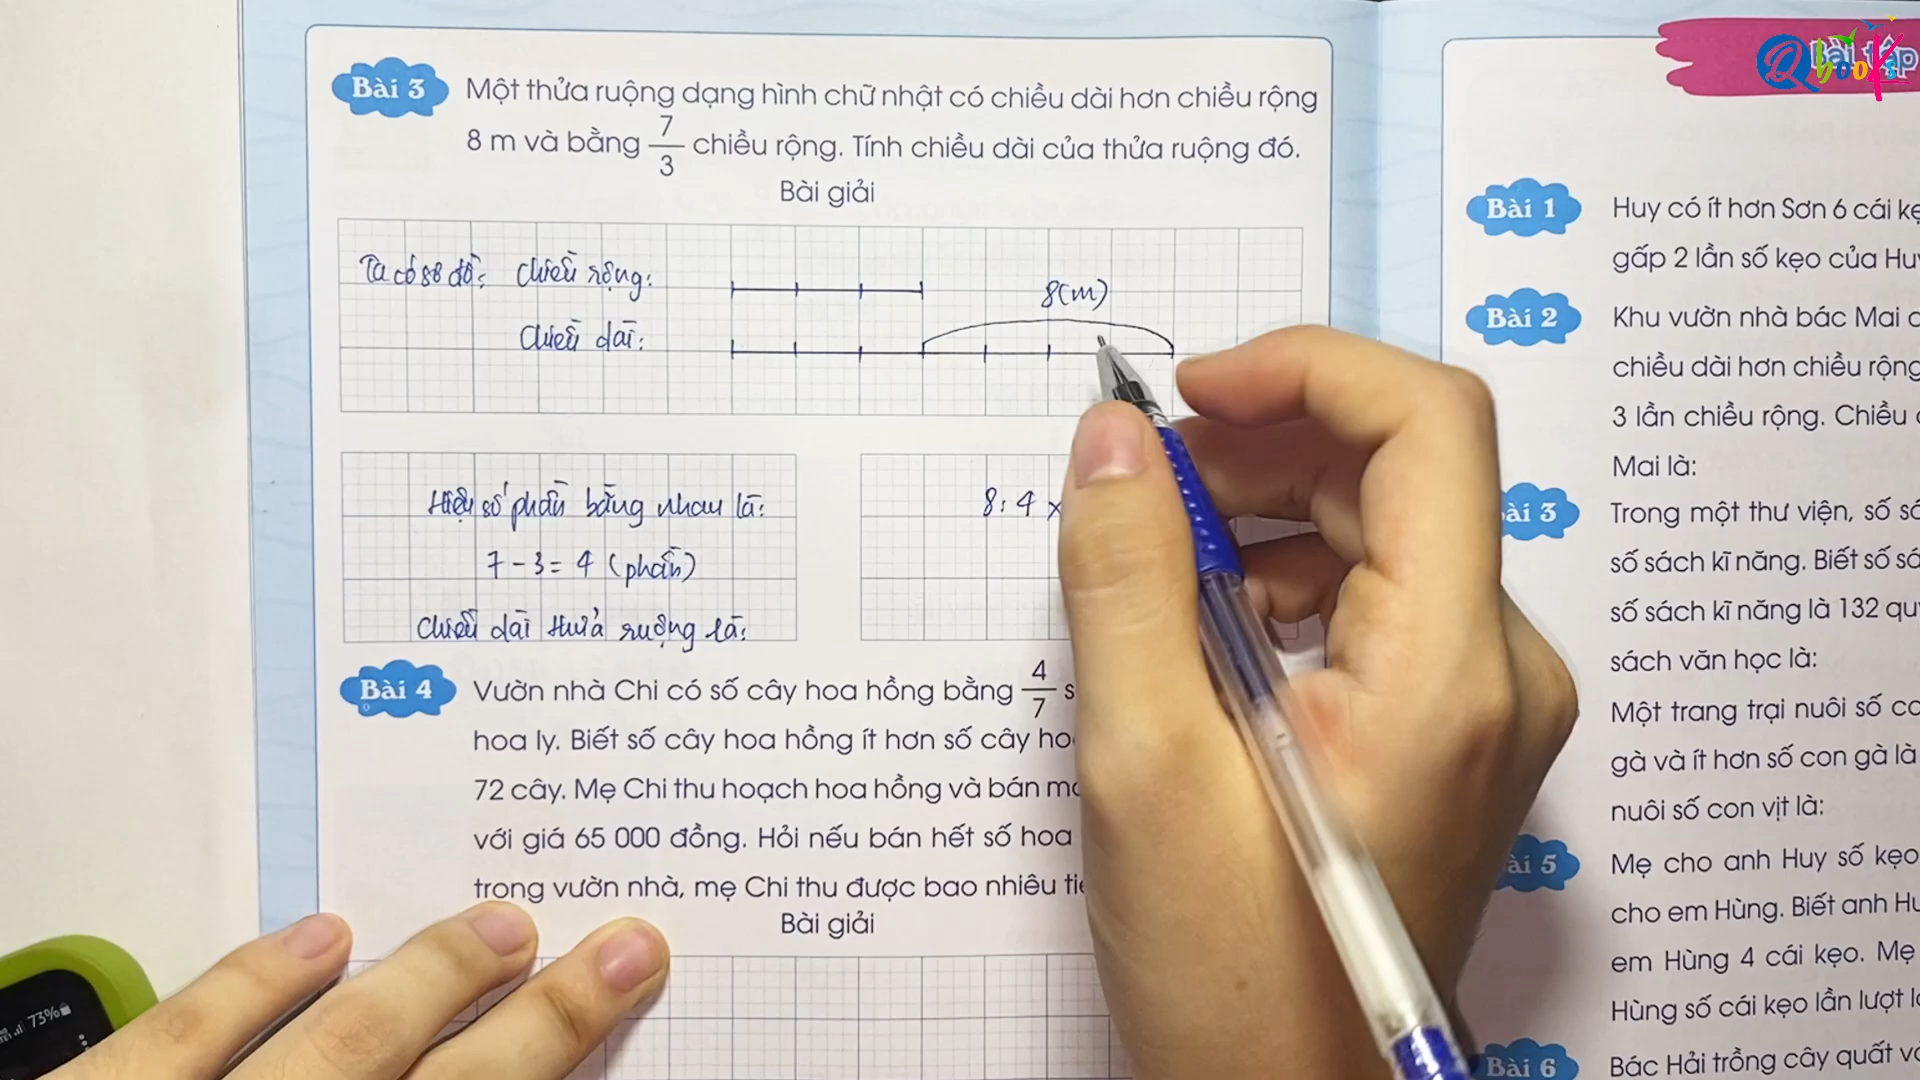 Bài 3 Một thửa ruộng dạng hình chữ nhật có chiều dài hơn chiều rộng
8 m và bằng 7/3 chiều rộng. Tính chiều dài của thửa ruộng đó.
Bài giải
Ta có sơ đồ: Chiều rộng:
8(m)
Chiều dài:
Hiệu số phần bằng nhau là:
7 - 3 = 4 (phần)
Chiều dài thửa ruộng là:
8 : 4 x
Bài 4 Vườn nhà Chi có số cây hoa hồng bằng 4/7 s
hoa ly. Biết số cây hoa hồng ít hơn số cây ho
72 cây. Mẹ Chi thu hoạch hoa hồng và bán
với giá 65 000 đồng. Hỏi nếu bán hết số hoa
trong vườn nhà, mẹ Chi thu được bao nhiêu
Bài giải
73%
Qbooks
Bài tập
Bài 1 Huy có ít hơn Sơn 6 cái
gấp 2 lần số kẹo của
Bài 2 Khu vườn nhà bác Mai
chiều dài hơn chiều rộng
3 lần chiều rộng. Chiều
Mai là:
ài 3 Trong một thư viện, số
số sách kĩ năng. Biết số
số sách kĩ năng là 132
sách văn học là:
Một trang trại nuôi số
gà và ít hơn số con gà là
nuôi số con vịt là:
ài 5 Mẹ cho anh Huy số kẹo
cho em Hùng. Biết anh
em Hùng 4 cái kẹo. Mẹ
Hùng số cái kẹo lần lượt
Bài 6 Bác Hải trồng cây quất